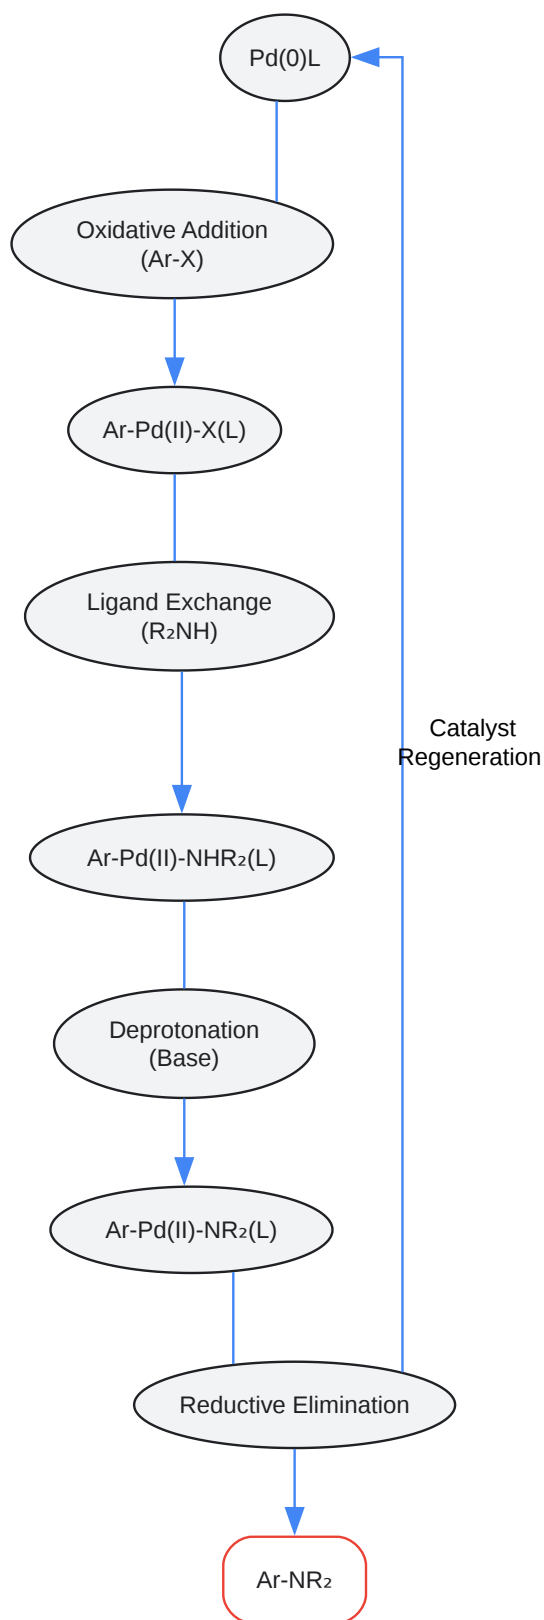 Pd(0)L
Oxidative Addition
(Ar-X)
Ar-Pd(II)-X(L)
Ligand Exchange
(R₂NH)
Catalyst
Regeneration
Ar-Pd(II)-NHR₂(L)
Deprotonation
(Base)
Ar-Pd(II)-NR₂(L)
Reductive Elimination
Ar-NR₂